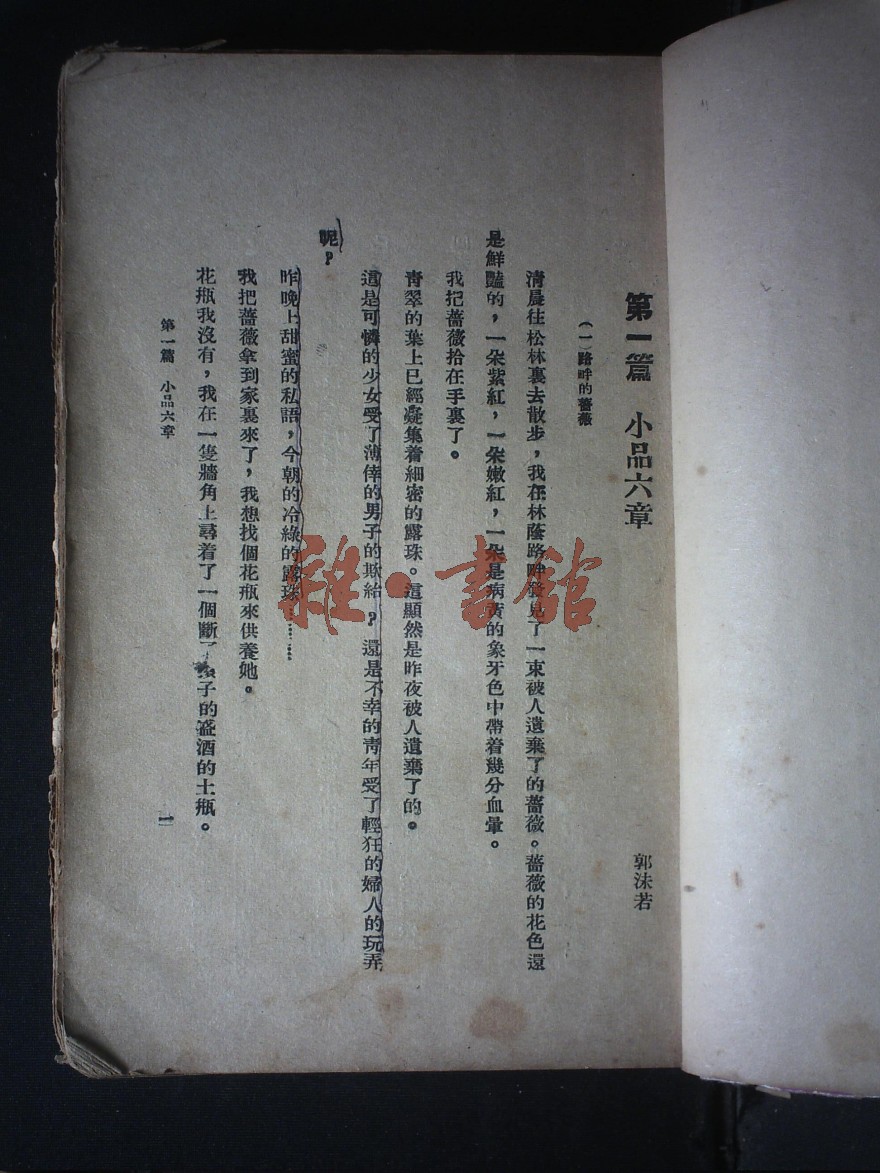 第一篇 小品六章
郭沫若
(一)路畔的薔薇
清晨往松林裏去散步，我在林蔭路畔發見了一束被人遺棄了的薔薇。薔薇的花色還
是鮮豔的，一朵紫紅，一朵嫩紅，一朵是病黃的象牙色中帶着幾分血暈。
我把薔薇拾在手裏了。
青翠的葉上已經凝集着細密的露珠。這顯然是昨夜被人遺棄了的。
這是可憐的少女受了薄倖的男子的欺紿？還是不幸的青年受了輕狂的婦人的玩弄
呢？
昨晚上甜蜜的私語，今朝的冷綠的露珠……
我把薔薇拿到家裏來了，我想找個花瓶來供養她。
花瓶我沒有，我在一隻牆角上尋着了一個斷了頸子的盛酒的土瓶。
第一篇 小品六章
一
雜·書館